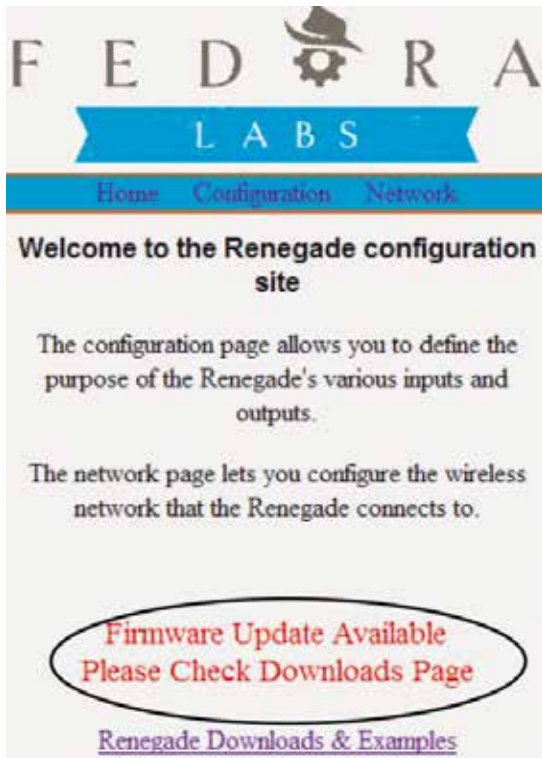 FEDORA
LABS
Home Configuration Network
Welcome to the Renegade configuration
site
The configuration page allows you to define the
purpose of the Renegade's various inputs and
outputs.
The network page lets you configure the wireless
network that the Renegade connects to.
Firmware Update Available
Please Check Downloads Page
Renegade Downloads & Examples